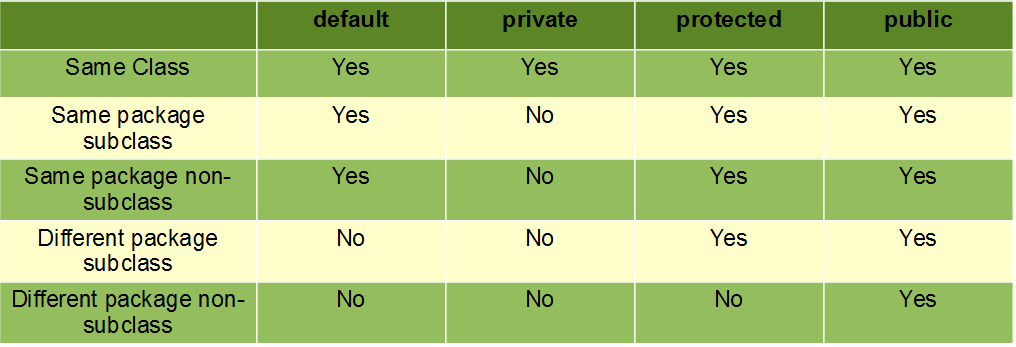 default private protected public
Same Class Yes Yes Yes Yes
Same package
subclass Yes No Yes Yes
Same package non-
subclass Yes No Yes Yes
Different package
subclass No No Yes Yes
Different package non-
subclass No No No Yes